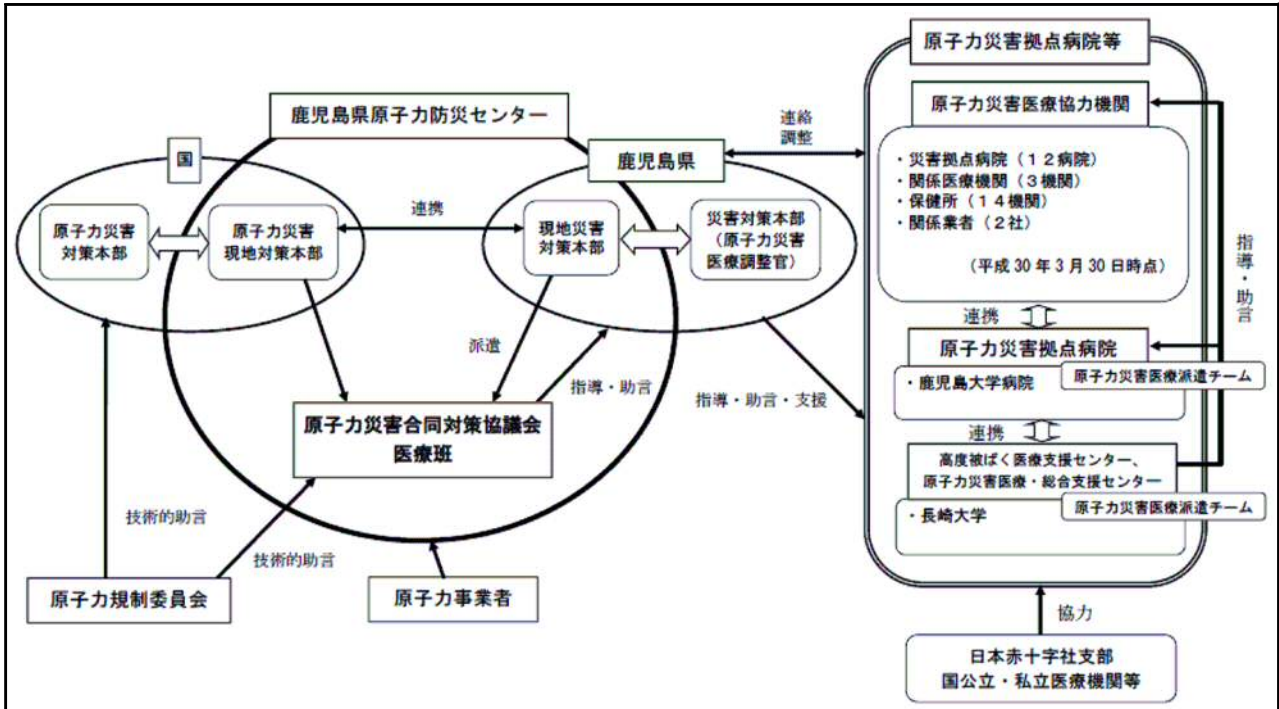 鹿児島県原子力防災センター
国
原子力災害
対策本部
原子力災害
現地対策本部
連携
鹿児島県
現地災害
対策本部
災害対策本部
(原子力災害
医療調整官)
派遣
指導・助言
原子力災害合同対策協議会
医療班
技術的助言
技術的助言
原子力規制委員会
原子力事業者
連絡
調整
指導・助言・支援
原子力災害拠点病院等
原子力災害医療協力機関
・災害拠点病院(12病院)
・関係医療機関(3機関)
・保健所(14機関)
・関係業者(2社)
(平成30年3月30日時点)
連携
原子力災害拠点病院
・鹿児島大学病院
原子力災害医療派遣チーム
連携
高度被ばく医療支援センター、
原子力災害医療・総合支援センター
・長崎大学
原子力災害医療派遣チーム
指導・助言
協力
日本赤十字社支部
国公立・私立医療機関等